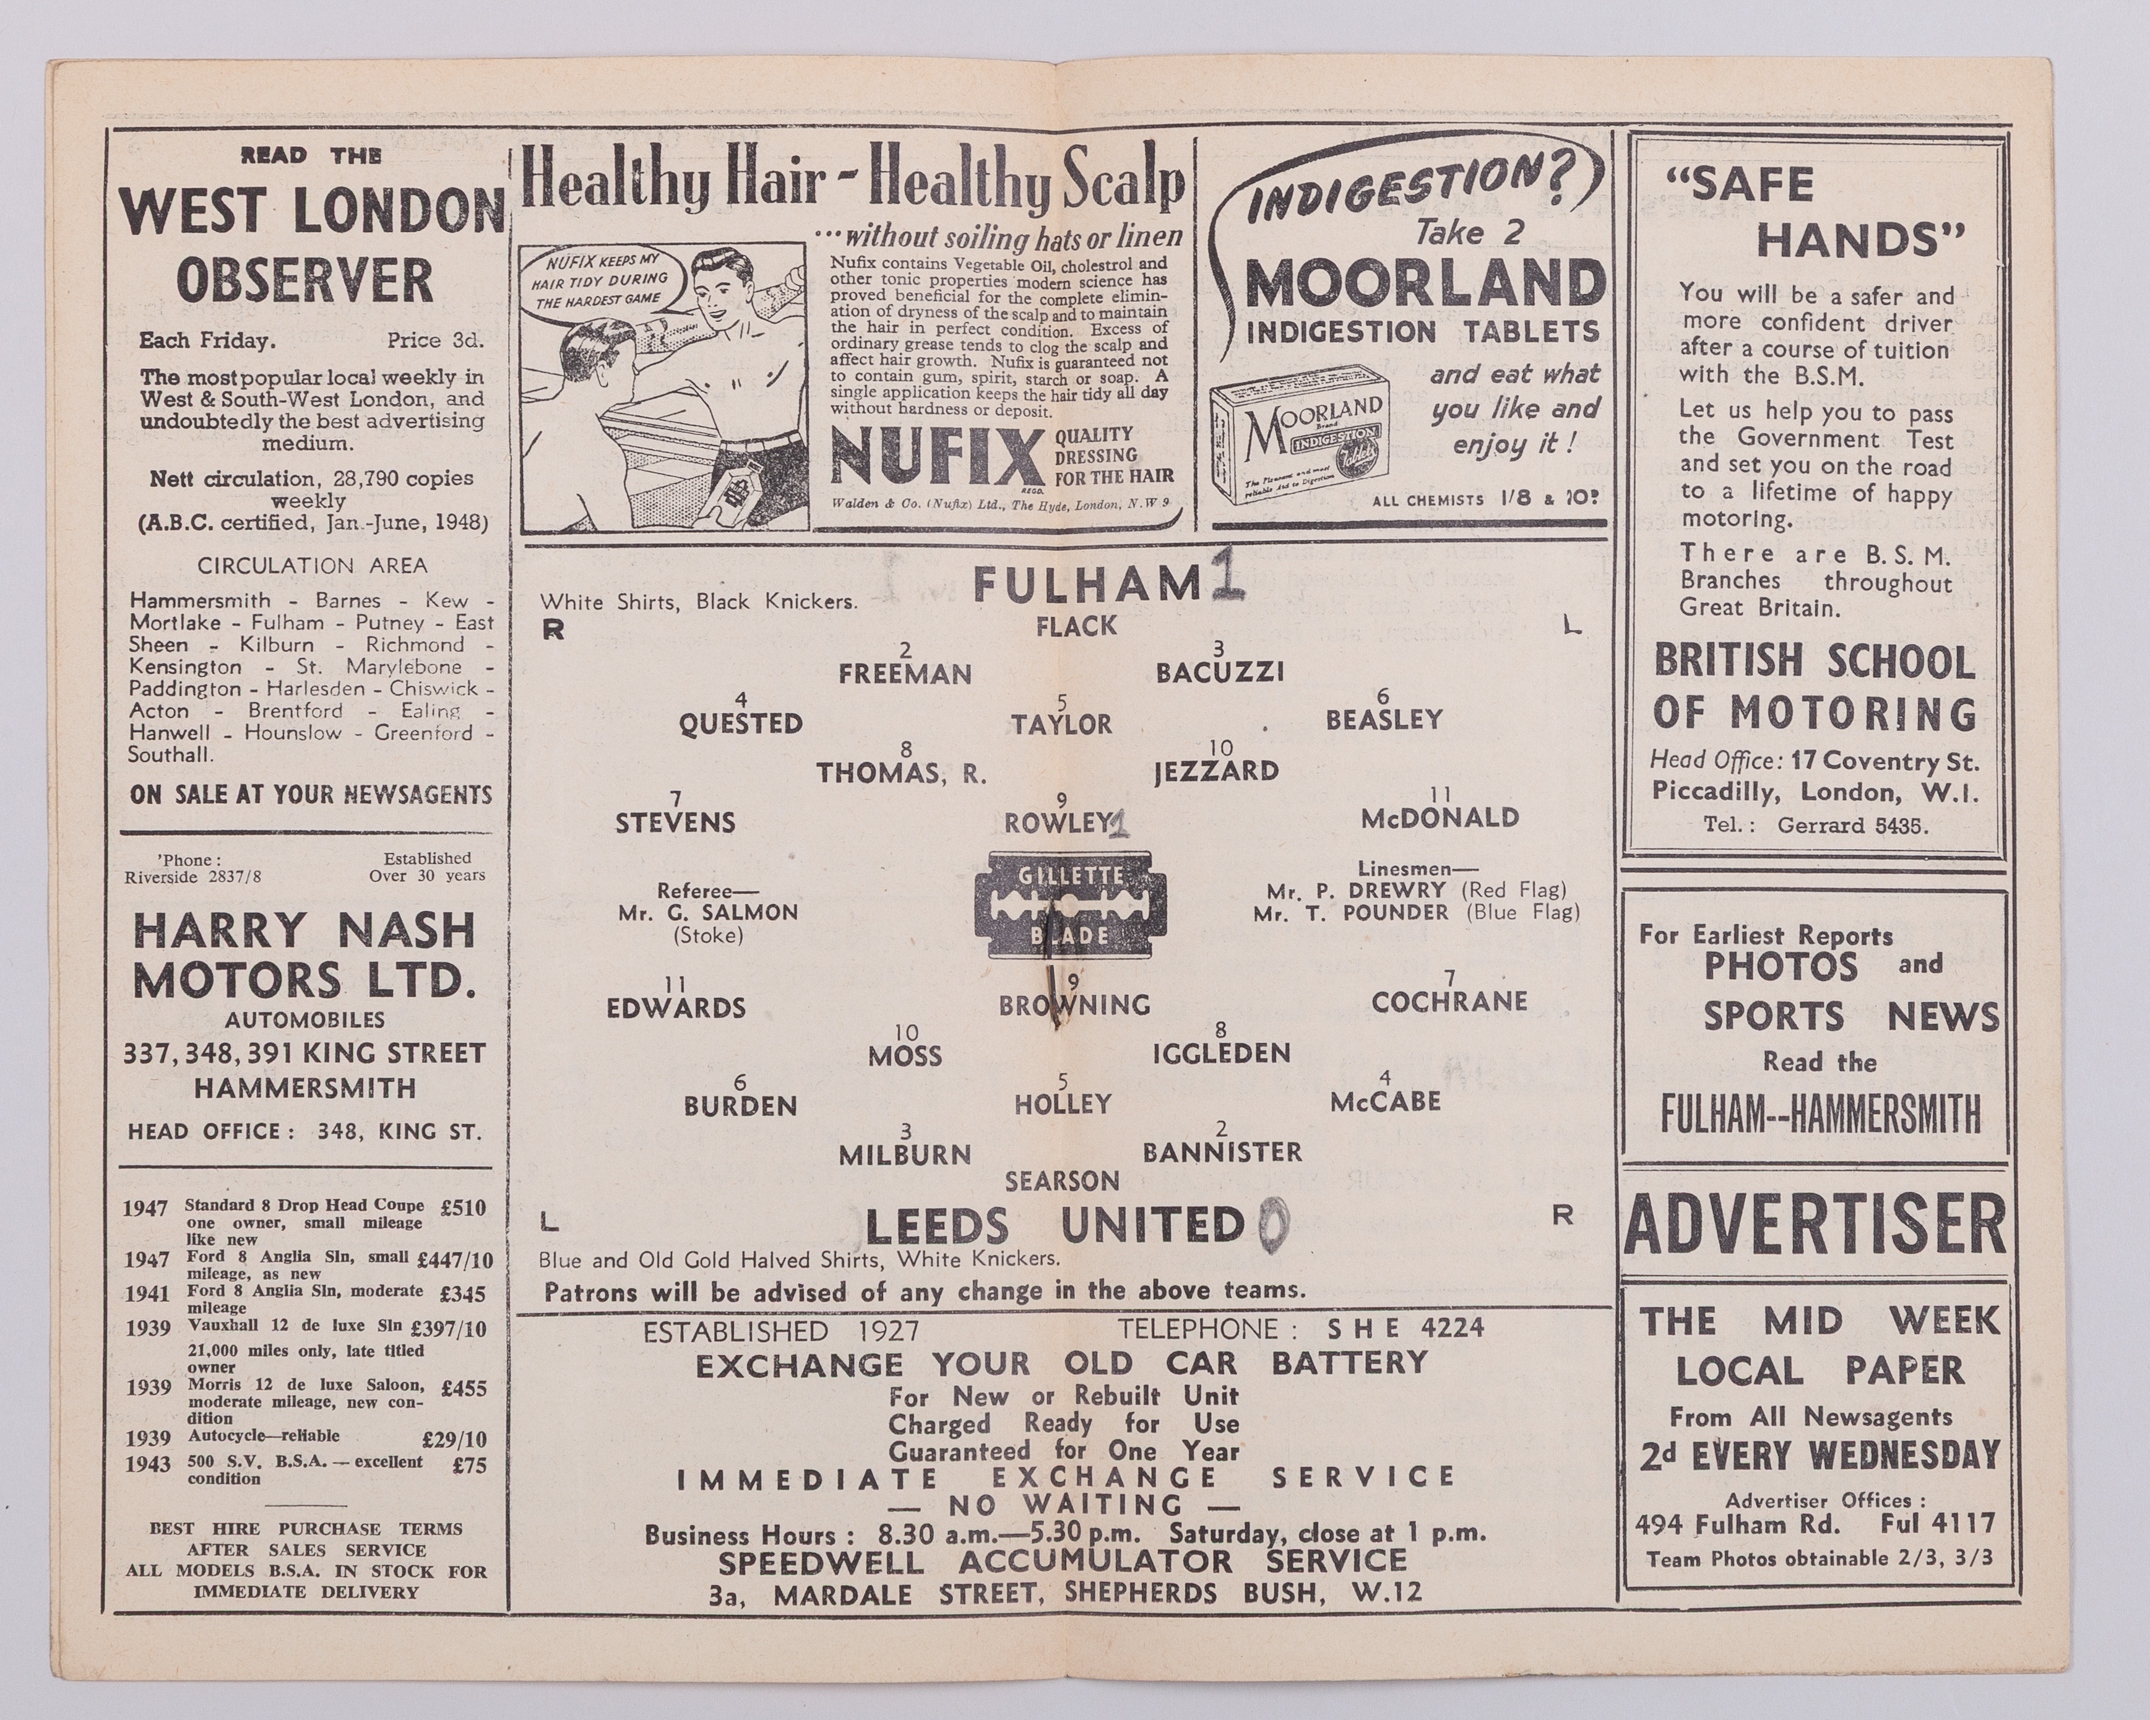 READ THE
WEST LONDON
OBSERVER
Each Friday. Price 3d.
The most popular local weekly in
West & South-West London, and
undoubtedly the best advertising
medium.
Nett circulation, 28,790 copies
weekly
(A.B.C. certified, Jan.-June, 1948)
CIRCULATION AREA
Hammersmith - Barnes - Kew -
Mortlake - Fulham - Putney - East
Sheen - Kilburn - Richmond -
Kensington - St. Marylebone -
Paddington - Harlesden - Chiswick -
Acton - Brentford - Ealing -
Hanwell - Hounslow - Greenford -
Southall.
ON SALE AT YOUR NEWSAGENTS
'Phone :
Riverside 2837/8
Established
Over 30 years
HARRY NASH
MOTORS LTD.
AUTOMOBILES
337, 348, 391 KING STREET
HAMMERSMITH
HEAD OFFICE : 348, KING ST.
1947 Standard 8 Drop Head Coupe £510
one owner, small mileage
like new
1947 Ford 8 Anglia Sln, small £447/10
mileage, as new
1941 Ford 8 Anglia Sln, moderate £345
mileage
1939 Vauxhall 12 de luxe Sln £397/10
21,000 miles only, late titled
owner
1939 Morris 12 de luxe Saloon, £455
moderate mileage, new con-
dition
1939 Autocycle—reliable £29/10
1943 500 S.V. B.S.A. — excellent £75
condition
BEST HIRE PURCHASE TERMS
AFTER SALES SERVICE
ALL MODELS B.S.A. IN STOCK FOR
IMMEDIATE DELIVERY
Healthy Hair - Healthy Scalp
...without soiling hats or linen
NUFIX KEEPS MY
HAIR TIDY DURING
THE HARDEST GAME
Nufix contains Vegetable Oil, cholestrol and
other tonic properties modern science has
proved beneficial for the complete elimin-
ation of dryness of the scalp and to maintain
the hair in perfect condition. Excess of
ordinary grease tends to clog the scalp and
affect hair growth. Nufix is guaranteed not
to contain gum, spirit, starch or soap. A
single application keeps the hair tidy all day
without hardness or deposit.
NUFIX
REGD.
QUALITY
DRESSING
FOR THE HAIR
Walden & Co. (Nufix) Ltd., The Hyde, London, N.W 9
INDIGESTION?
Take 2
MOORLAND
INDIGESTION TABLETS
and eat what
you like and
enjoy it !
MOORLAND
Brand
INDIGESTION
Tablets
The Pleasant and most
reliable Aid to Digestion
ALL CHEMISTS 1/8 &
FULHAM 1
White Shirts, Black Knickers.
R FLACK L
2 3
FREEMAN BACUZZI
4 5 6
QUESTED TAYLOR BEASLEY
8 10
THOMAS, R. JEZZARD
7 9 11
STEVENS ROWLEY 1 McDONALD
Referee—
Mr. G. SALMON
(Stoke)
GILLETTE
BLADE
Linesmen—
Mr. P. DREWRY (Red Flag)
Mr. T. POUNDER (Blue Flag)
11 9 7
EDWARDS BROWNING COCHRANE
10 8
MOSS IGGLEDEN
6 5 4
BURDEN HOLLEY McCABE
3 2
MILBURN BANNISTER
SEARSON
L LEEDS UNITED 0 R
Blue and Old Gold Halved Shirts, White Knickers.
Patrons will be advised of any change in the above teams.
ESTABLISHED 1927 TELEPHONE : SHE 4224
EXCHANGE YOUR OLD CAR BATTERY
For New or Rebuilt Unit
Charged Ready for Use
Guaranteed for One Year
IMMEDIATE EXCHANGE SERVICE
— NO WAITING —
Business Hours : 8.30 a.m.—5.30 p.m. Saturday, close at 1 p.m.
SPEEDWELL ACCUMULATOR SERVICE
3a, MARDALE STREET, SHEPHERDS BUSH, W.12
"SAFE
HANDS"
You will be a safer and
more confident driver
after a course of tuition
with the B.S.M.
Let us help you to pass
the Government Test
and set you on the road
to a lifetime of happy
motoring.
There are B.S.M.
Branches throughout
Great Britain.
BRITISH SCHOOL
OF MOTORING
Head Office: 17 Coventry St.
Piccadilly, London, W.1.
Tel. : Gerrard 5435.
For Earliest Reports
PHOTOS and
SPORTS NEWS
Read the
FULHAM--HAMMERSMITH
ADVERTISER
THE MID WEEK
LOCAL PAPER
From All Newsagents
2d EVERY WEDNESDAY
Advertiser Offices :
494 Fulham Rd. Ful 4117
Team Photos obtainable 2/3, 3/3